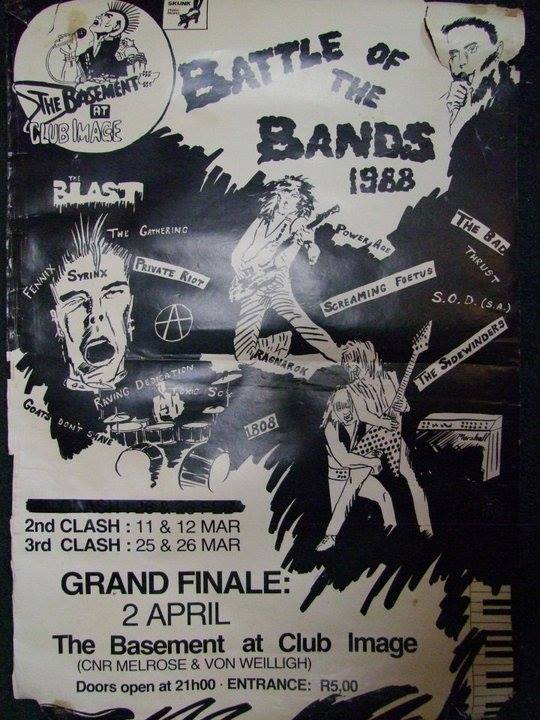 SKUNK
THE BASEMENT
AT
CLUB IMAGE
BATTLE OF
THE
BANDS
1988
THE
BLAST
THE GATHERING
FENNIX
SYRINX
PRIVATE RIOT
POWER AGE
SCREAMING FOETUS
THE BAC
THRUST
S.O.D. (S.A.)
THE SIDEWINDERS
RAGNAROK
RAVING DEDICATION
TOXIC SOX
GOATS DON'T SHAVE
1808
Marshall
2nd CLASH : 11 & 12 MAR
3rd CLASH : 25 & 26 MAR
GRAND FINALE:
2 APRIL
The Basement at Club Image
(CNR MELROSE & VON WEILLIGH)
Doors open at 21h00 · ENTRANCE: R5,00